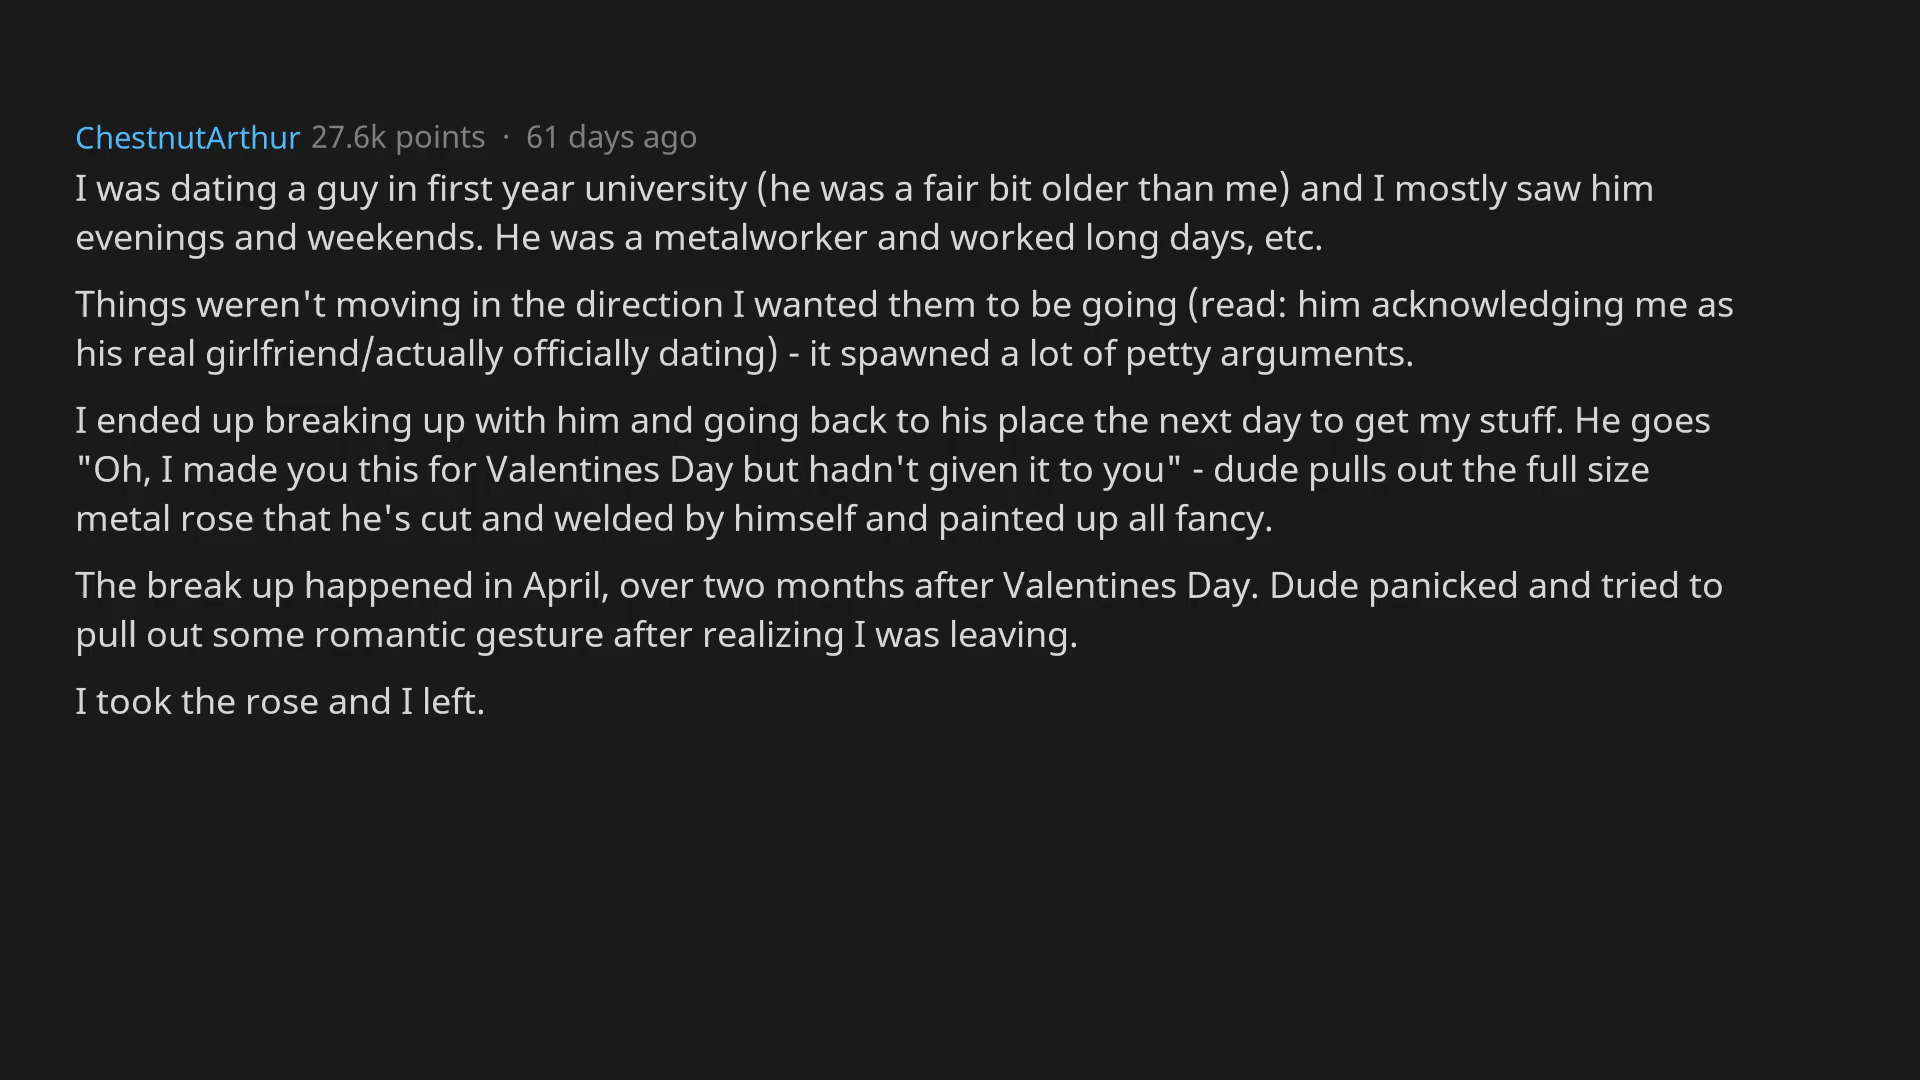 ChestnutArthur 27.6k points · 61 days ago
I was dating a guy in first year university (he was a fair bit older than me) and I mostly saw him
evenings and weekends. He was a metalworker and worked long days, etc.
Things weren't moving in the direction I wanted them to be going (read: him acknowledging me as
his real girlfriend/actually officially dating) - it spawned a lot of petty arguments.
I ended up breaking up with him and going back to his place the next day to get my stuff. He goes
"Oh, I made you this for Valentines Day but hadn't given it to you" - dude pulls out the full size
metal rose that he's cut and welded by himself and painted up all fancy.
The break up happened in April, over two months after Valentines Day. Dude panicked and tried to
pull out some romantic gesture after realizing I was leaving.
I took the rose and I left.